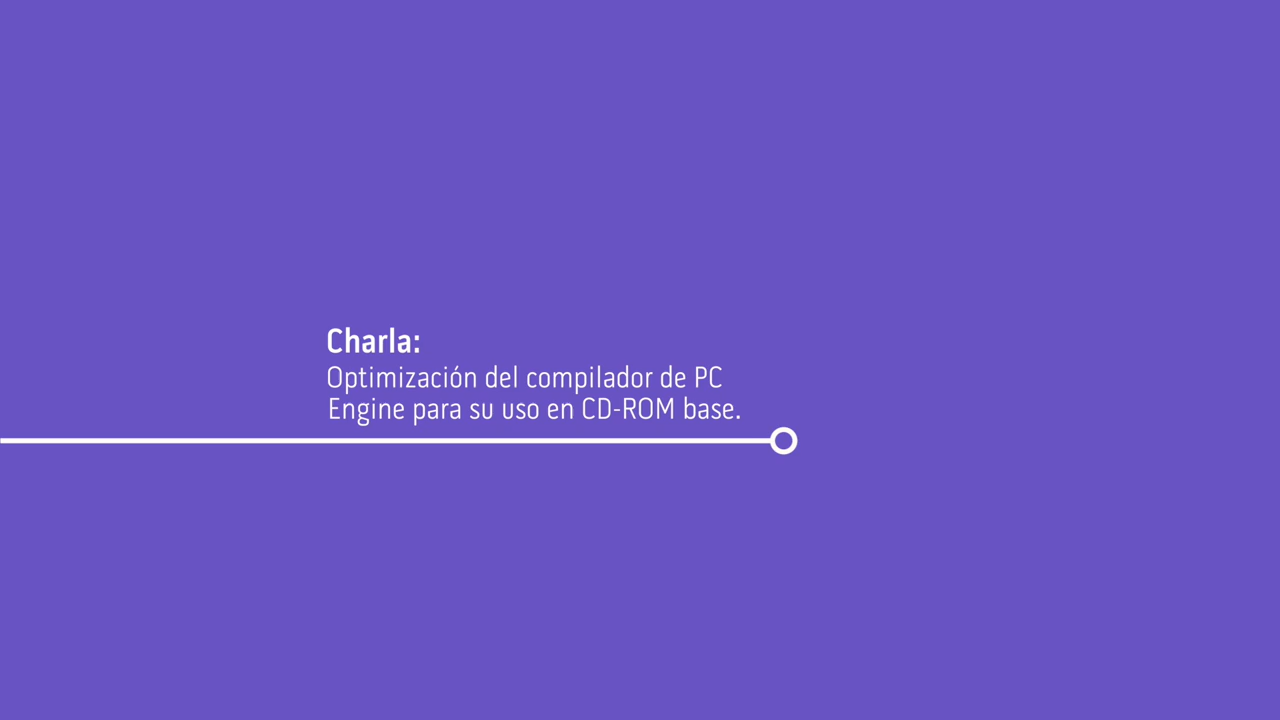 Charla:
Optimización del compilador de PC
Engine para su uso en CD-ROM base.